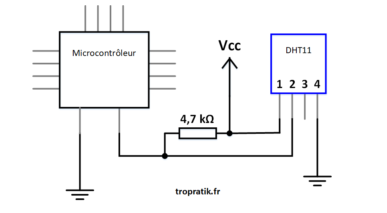 Vcc
DHT11
Microcontrôleur
1 2 3 4
4,7 kΩ
tropratik.fr